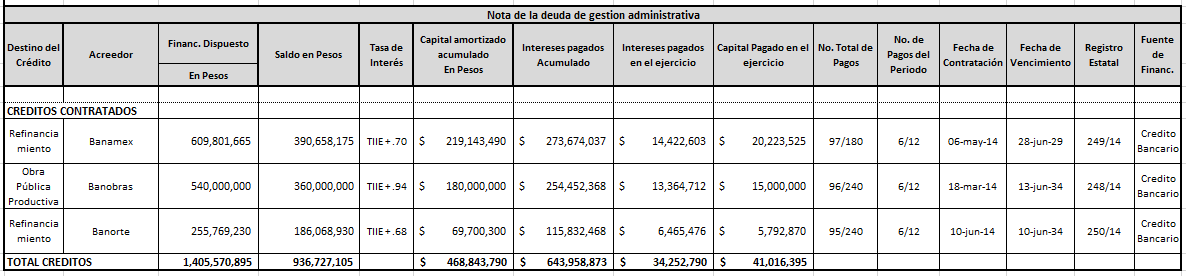 Nota de la deuda de gestion administrativa
Destino del Crédito | Acreedor | Financ. Dispuesto En Pesos | Saldo en Pesos | Tasa de Interés | Capital amortizado acumulado En Pesos | Intereses pagados Acumulado | Intereses pagados en el ejercicio | Capital Pagado en el ejercicio | No. Total de Pagos | No. de Pagos del Periodo | Fecha de Contratación | Fecha de Vencimiento | Registro Estatal | Fuente de Financ.
CREDITOS CONTRATADOS
Refinanciamiento | Banamex | 609,801,665 | 390,658,175 | TIIE+.70 | $ 219,143,490 | $ 273,674,037 | $ 14,422,603 | $ 20,223,525 | 97/180 | 6/12 | 06-may-14 | 28-jun-29 | 249/14 | Credito Bancario
Obra Pública Productiva | Banobras | 540,000,000 | 360,000,000 | TIIE+.94 | $ 180,000,000 | $ 254,452,368 | $ 13,364,712 | $ 15,000,000 | 96/240 | 6/12 | 18-mar-14 | 13-jun-34 | 248/14 | Credito Bancario
Refinanciamiento | Banorte | 255,769,230 | 186,068,930 | TIIE+.68 | $ 69,700,300 | $ 115,832,468 | $ 6,465,476 | $ 5,792,870 | 95/240 | 6/12 | 10-jun-14 | 10-jun-34 | 250/14 | Credito Bancario
TOTAL CREDITOS | 1,405,570,895 | 936,727,105 | $ 468,843,790 | $ 643,958,873 | $ 34,252,790 | $ 41,016,395